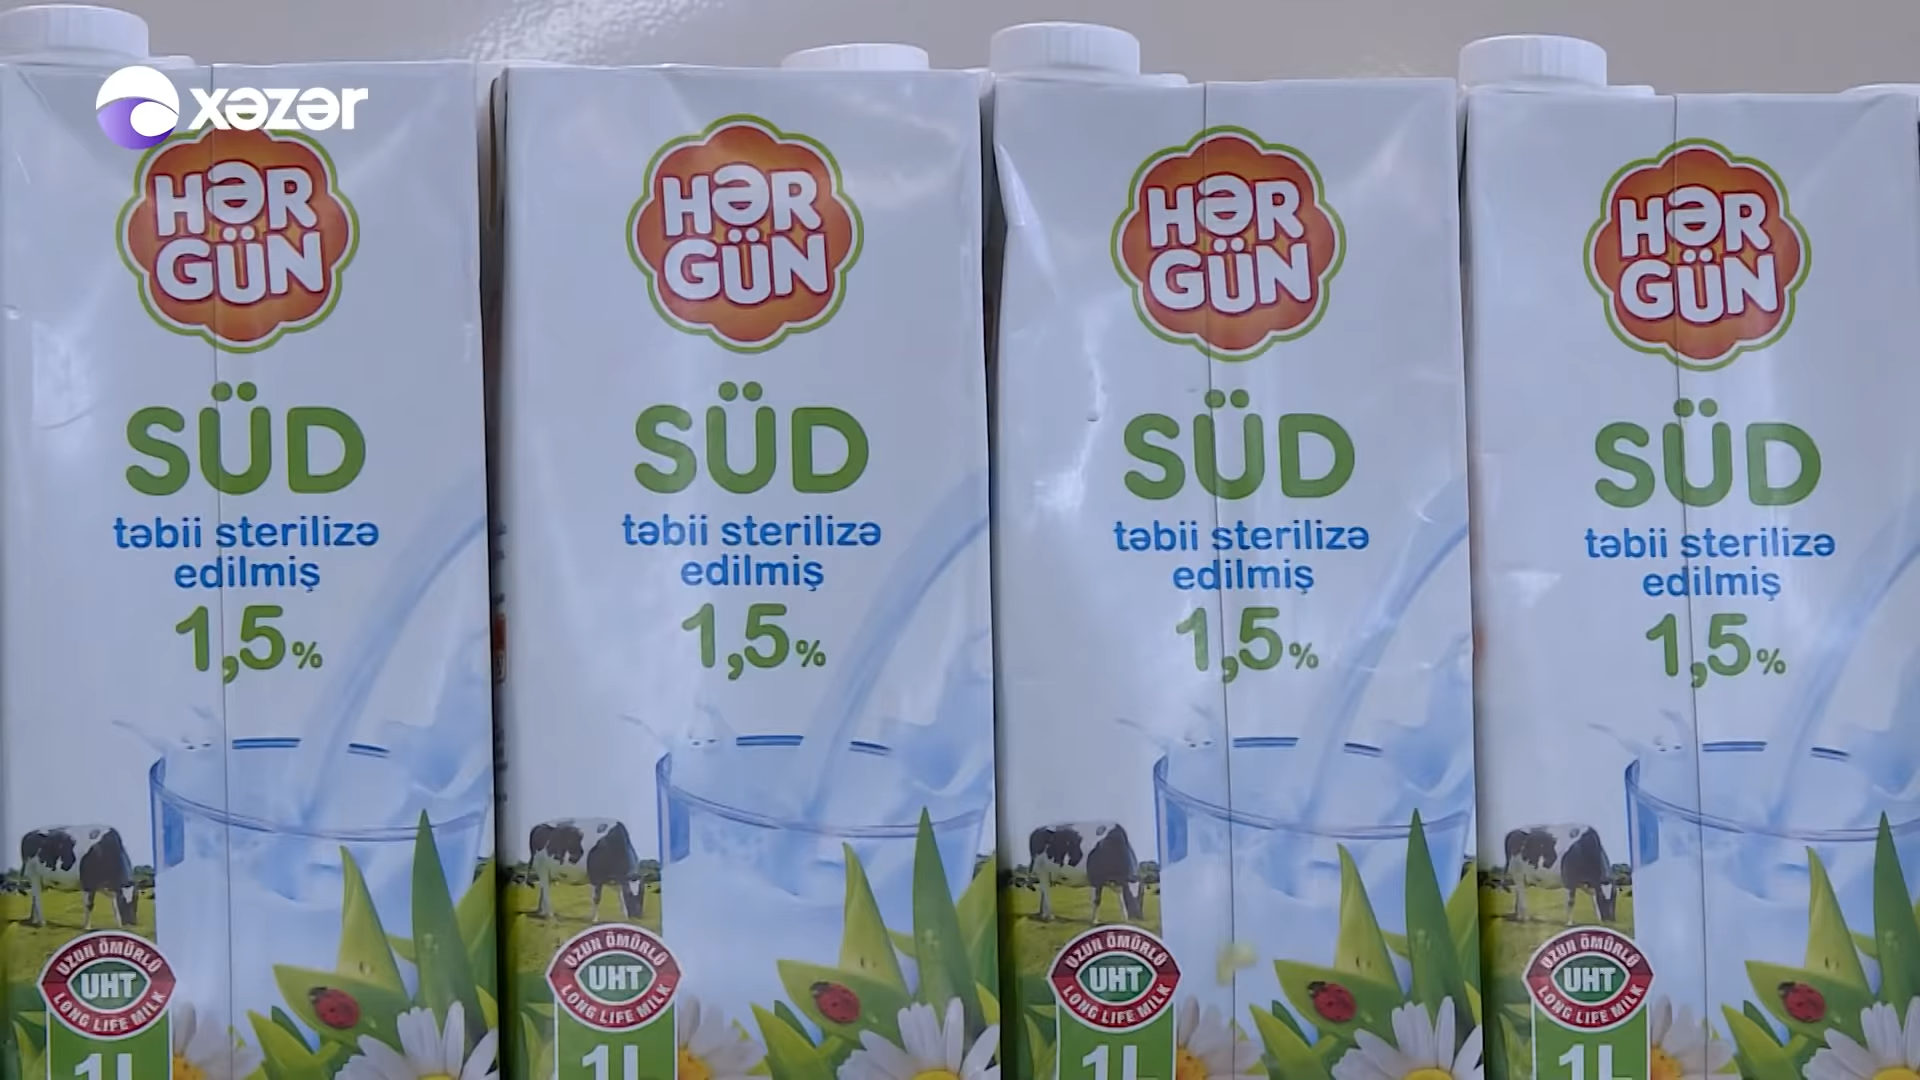 xəzər
HƏR
GÜN
SÜD
təbii sterilizə
edilmiş
1,5%
UZUN ÖMÜRLÜ
UHT
LONG LIFE MILK
1L
HƏR
GÜN
SÜD
təbii sterilizə
edilmiş
1,5%
UZUN ÖMÜRLÜ
UHT
LONG LIFE MILK
1L
HƏR
GÜN
SÜD
təbii sterilizə
edilmiş
1,5%
UZUN ÖMÜRLÜ
UHT
LONG LIFE MILK
1L
HƏR
GÜN
SÜD
təbii sterilizə
edilmiş
1,5%
UZUN ÖMÜRLÜ
UHT
LONG LIFE MILK
1L